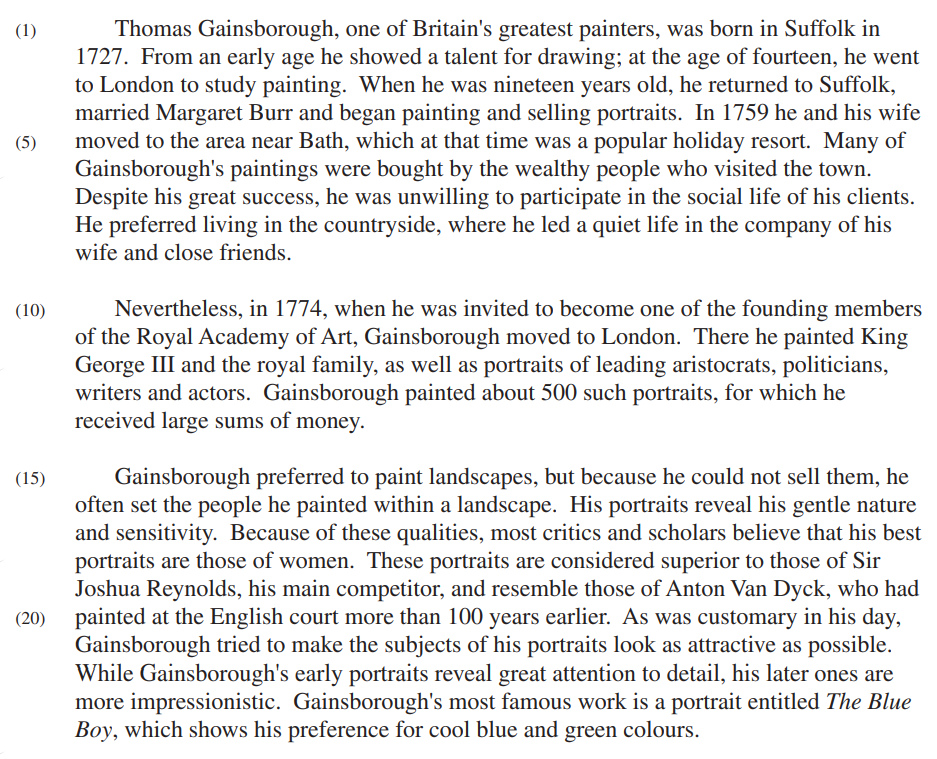 (1) Thomas Gainsborough, one of Britain's greatest painters, was born in Suffolk in
1727. From an early age he showed a talent for drawing; at the age of fourteen, he went
to London to study painting. When he was nineteen years old, he returned to Suffolk,
married Margaret Burr and began painting and selling portraits. In 1759 he and his wife
(5) moved to the area near Bath, which at that time was a popular holiday resort. Many of
Gainsborough's paintings were bought by the wealthy people who visited the town.
Despite his great success, he was unwilling to participate in the social life of his clients.
He preferred living in the countryside, where he led a quiet life in the company of his
wife and close friends.
(10) Nevertheless, in 1774, when he was invited to become one of the founding members
of the Royal Academy of Art, Gainsborough moved to London. There he painted King
George III and the royal family, as well as portraits of leading aristocrats, politicians,
writers and actors. Gainsborough painted about 500 such portraits, for which he
received large sums of money.
(15) Gainsborough preferred to paint landscapes, but because he could not sell them, he
often set the people he painted within a landscape. His portraits reveal his gentle nature
and sensitivity. Because of these qualities, most critics and scholars believe that his best
portraits are those of women. These portraits are considered superior to those of Sir
Joshua Reynolds, his main competitor, and resemble those of Anton Van Dyck, who had
(20) painted at the English court more than 100 years earlier. As was customary in his day,
Gainsborough tried to make the subjects of his portraits look as attractive as possible.
While Gainsborough's early portraits reveal great attention to detail, his later ones are
more impressionistic. Gainsborough's most famous work is a portrait entitled The Blue
Boy, which shows his preference for cool blue and green colours.